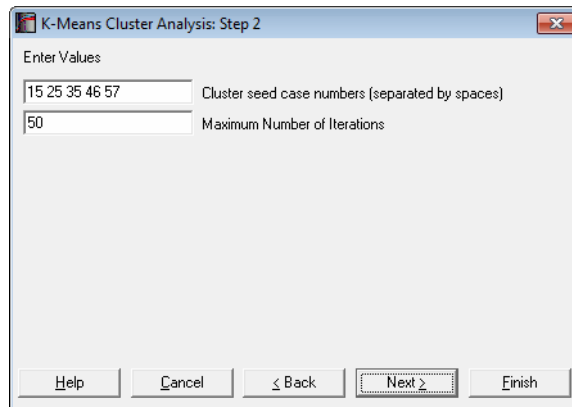 K-Means Cluster Analysis: Step 2
Enter Values
15 25 35 46 57 Cluster seed case numbers (separated by spaces)
50 Maximum Number of Iterations
Help Cancel < Back Next > Finish